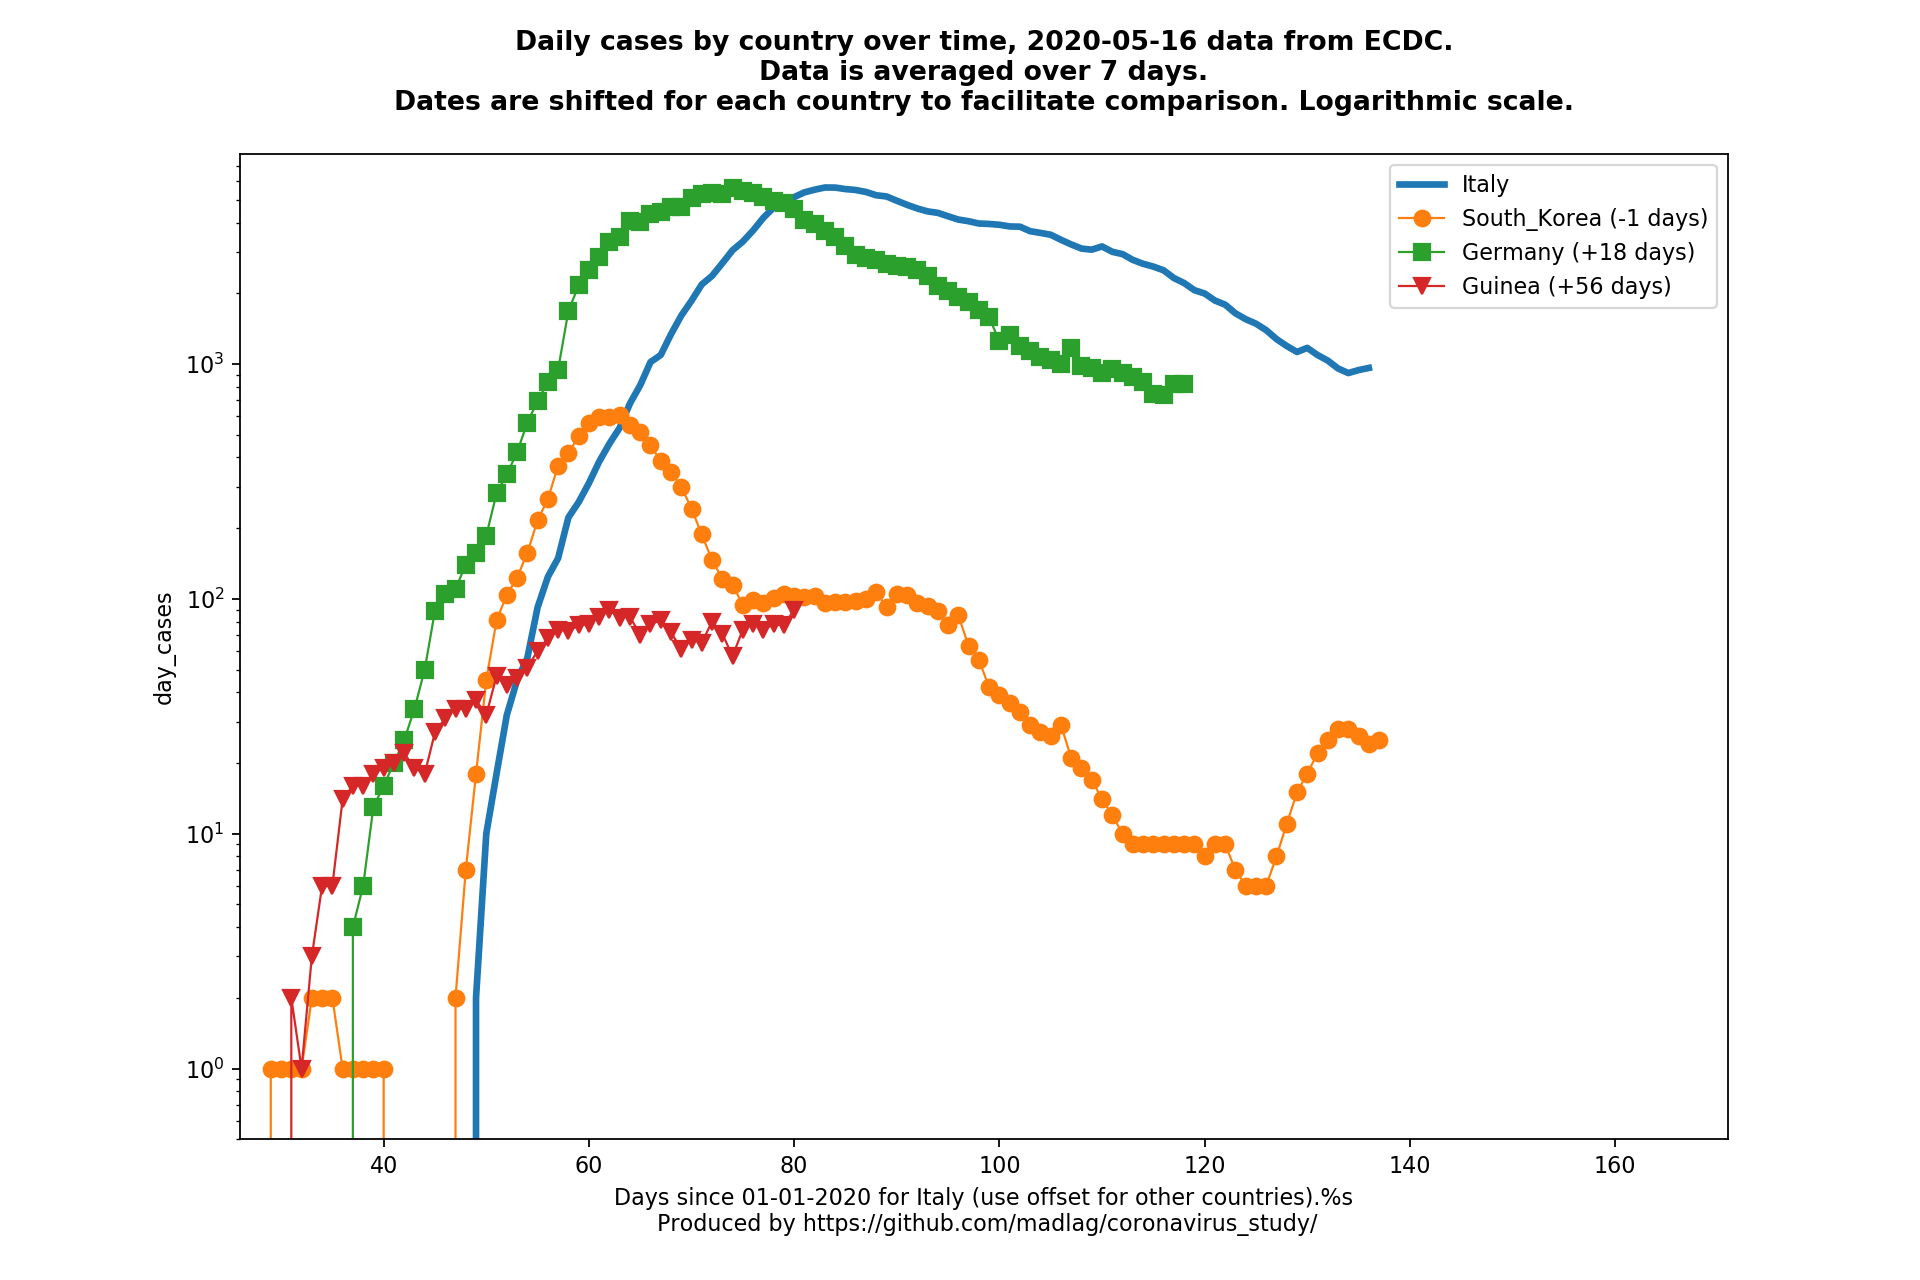 Daily cases by country over time, 2020-05-16 data from ECDC.
Data is averaged over 7 days.
Dates are shifted for each country to facilitate comparison. Logarithmic scale.
Italy
South_Korea (-1 days)
Germany (+18 days)
Guinea (+56 days)
day_cases
10³
10²
10¹
10⁰
40 60 80 100 120 140 160
Days since 01-01-2020 for Italy (use offset for other countries).%s
Produced by https://github.com/madlag/coronavirus_study/